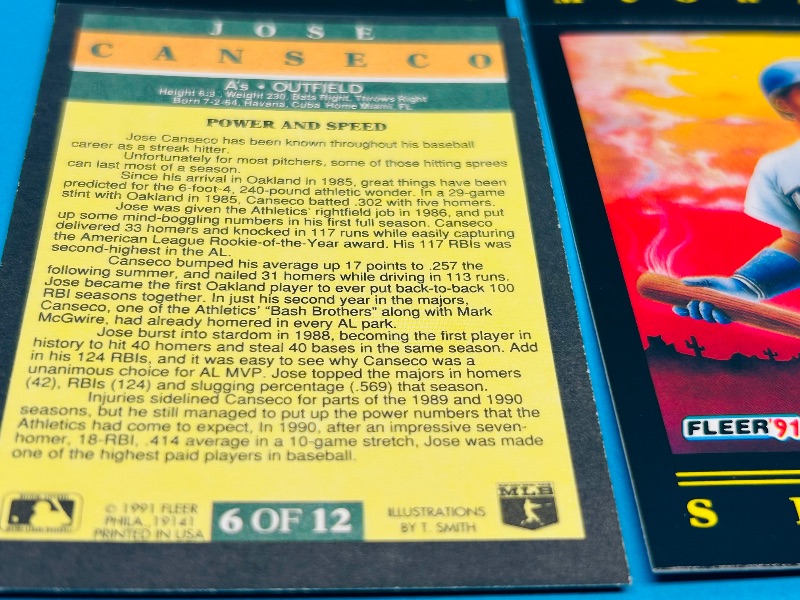 JOSE
CANSECO
A's • OUTFIELD
Height 6:3 Weight 230, Bats Right, Throws Right
Born 7-2-64, Havana, Cuba Home Miami, FL
POWER AND SPEED
Jose Canseco has been known throughout his baseball
career as a streak hitter.
Unfortunately for most pitchers, some of those hitting sprees
can last most of a season.
Since his arrival in Oakland in 1985, great things have been
predicted for the 6-foot-4, 240-pound athletic wonder. In a 29-game
stint with Oakland in 1985, Canseco batted .302 with five homers.
Jose was given the Athletics' rightfield job in 1986, and put
up some mind-boggling numbers in his first full season. Canseco
delivered 33 homers and knocked in 117 runs while easily capturing
the American League Rookie-of-the-Year award. His 117 RBIs was
second-highest in the AL.
Canseco bumped his average up 17 points to .257 the
following summer, and nailed 31 homers while driving in 113 runs.
Jose became the first Oakland player to ever put back-to-back 100
RBI seasons together. In just his second year in the majors,
Canseco, one of the Athletics' "Bash Brothers" along with Mark
McGwire, had already homered in every AL park.
Jose burst into stardom in 1988, becoming the first player in
history to hit 40 homers and steal 40 bases in the same season. Add
in his 124 RBIs, and it was easy to see why Canseco was a
unanimous choice for AL MVP. Jose topped the majors in homers
(42), RBIs (124) and slugging percentage (.569) that season.
Injuries sidelined Canseco for parts of the 1989 and 1990
seasons, but he still managed to put up the power numbers that the
Athletics had come to expect. In 1990, after an impressive seven-
homer, 18-RBI, .414 average in a 10-game stretch, Jose was made
one of the highest paid players in baseball.
© 1991 FLEER
PHILA., 19141
PRINTED IN USA
6 OF 12
ILLUSTRATIONS
BY T. SMITH
MLB
FLEER '91
S